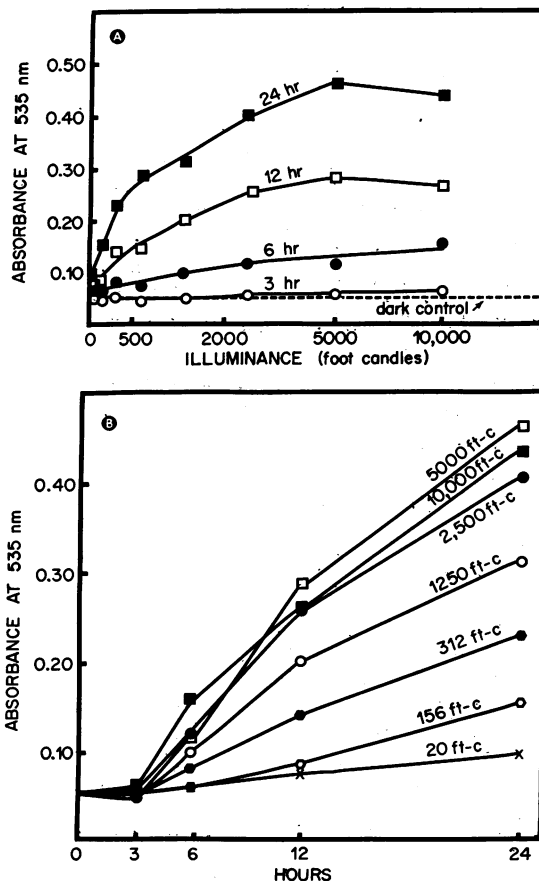 A
ABSORBANCE AT 535 nm
0.50
0.30
0.30
0.10
24 hr
12 hr
6 hr
3 hr
dark control
0 500 2000 5000 10,000
ILLUMINANCE (foot candles)
B
ABSORBANCE AT 535 nm
0.40
0.30
0.20
0.10
5000 ft-c
10,000 ft-c
2,500 ft-c
1250 ft-c
312 ft-c
156 ft-c
20 ft-c
0 3 6 12 24
HOURS